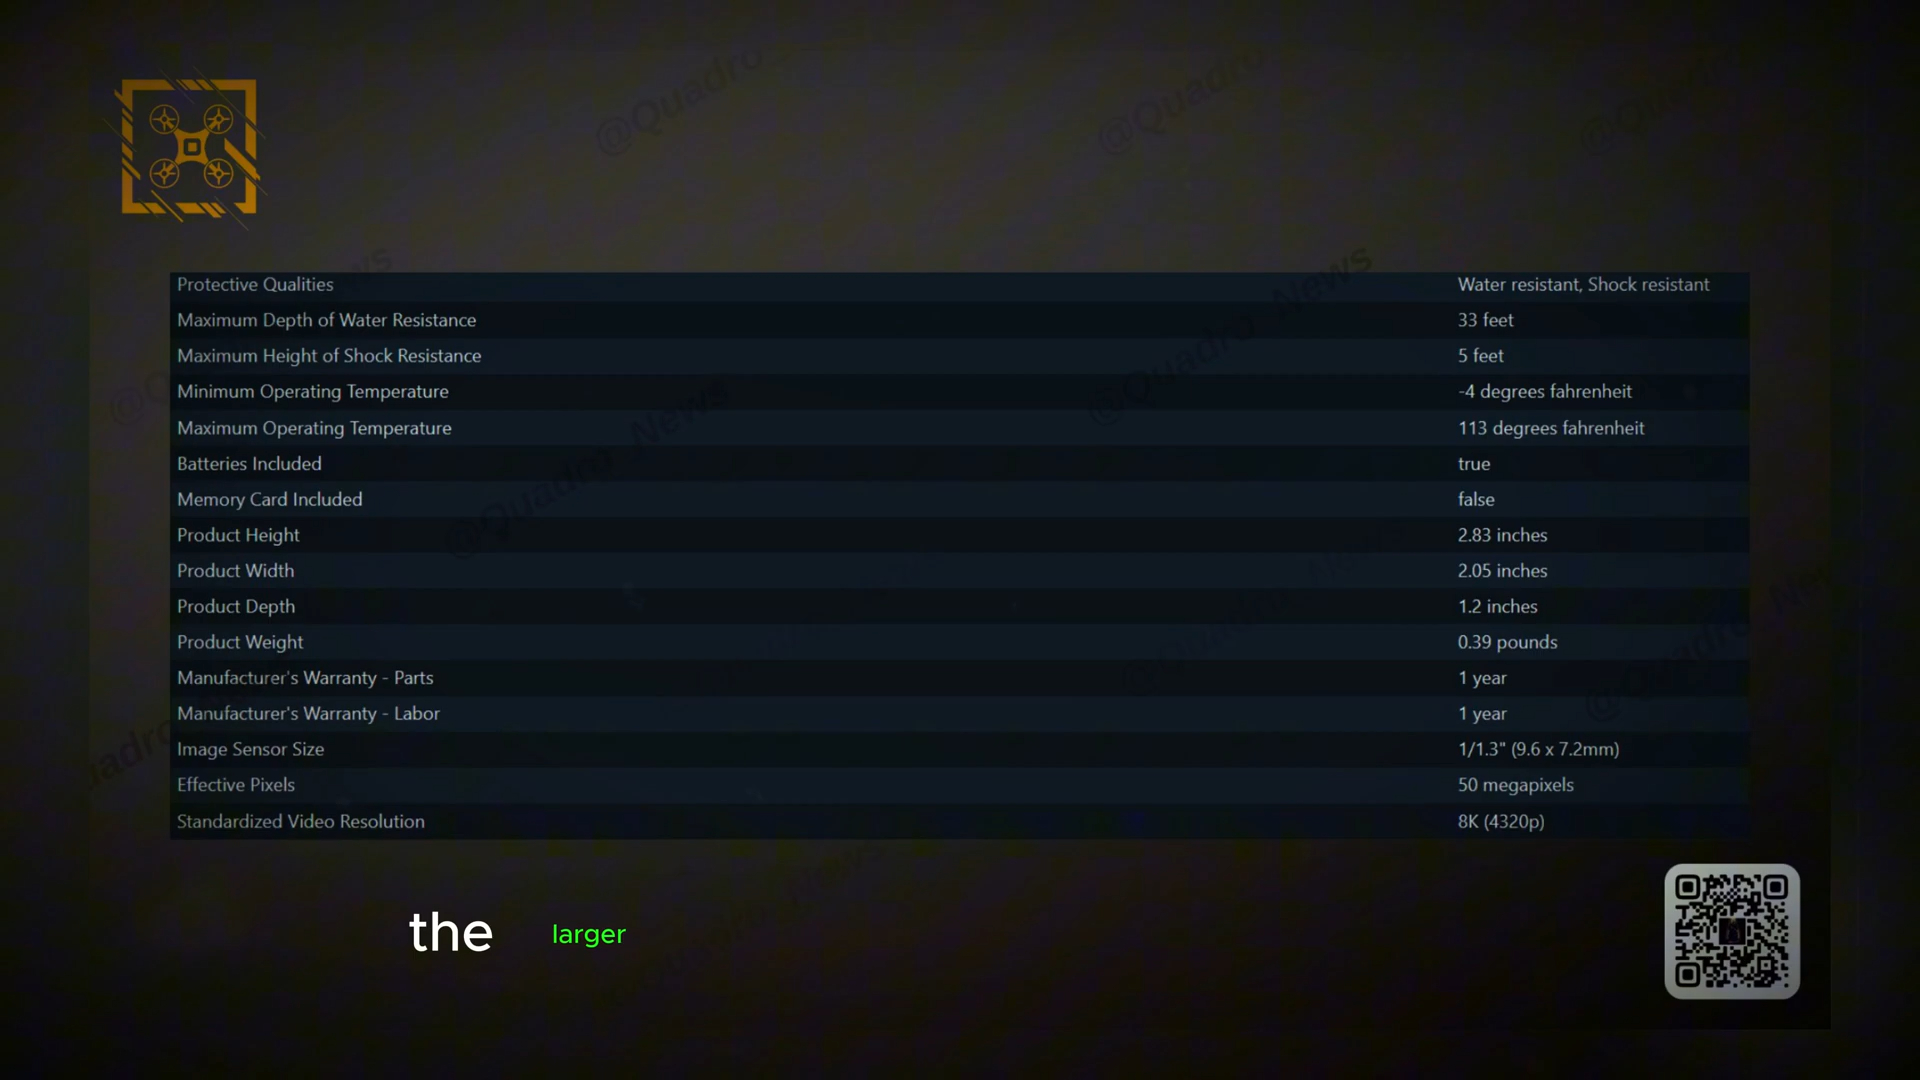 Protective Qualities Water resistant, Shock resistant
Maximum Depth of Water Resistance 33 feet
Maximum Height of Shock Resistance 5 feet
Minimum Operating Temperature -4 degrees fahrenheit
Maximum Operating Temperature 113 degrees fahrenheit
Batteries Included true
Memory Card Included false
Product Height 2.83 inches
Product Width 2.05 inches
Product Depth 1.2 inches
Product Weight 0.39 pounds
Manufacturer's Warranty - Parts 1 year
Manufacturer's Warranty - Labor 1 year
Image Sensor Size 1/1.3" (9.6 x 7.2mm)
Effective Pixels 50 megapixels
Standardized Video Resolution 8K (4320p)
the larger
@Quadro_News